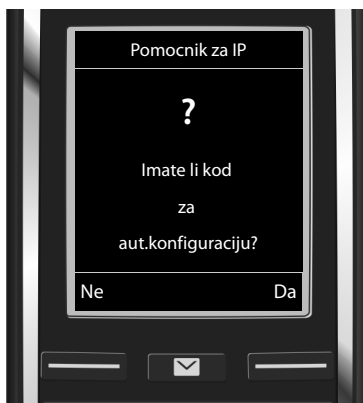 Pomocnik za IP
?
Imate li kod
za
aut.konfiguraciju?
Ne Da